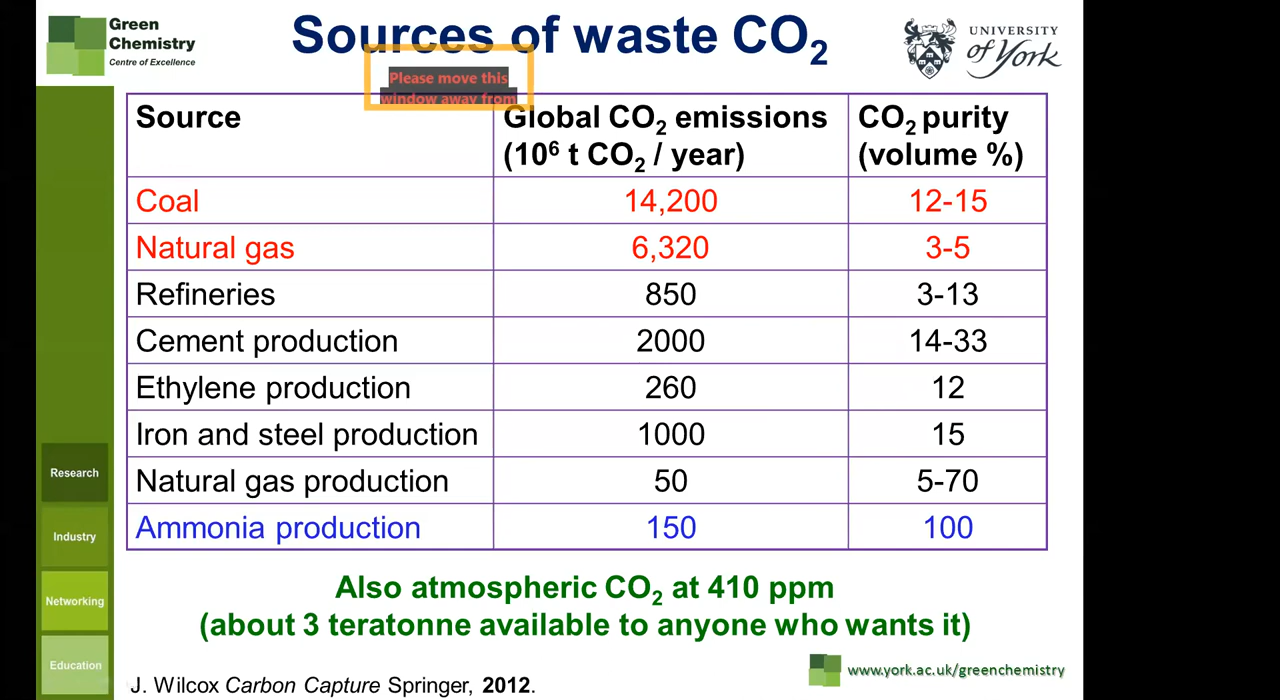 Green
Chemistry
Centre of Excellence
Sources of waste CO₂
UNIVERSITY
of York
Please move this
window away from
Source Global CO₂ emissions (10⁶ t CO₂ / year) CO₂ purity (volume %)
Coal 14,200 12-15
Natural gas 6,320 3-5
Refineries 850 3-13
Cement production 2000 14-33
Ethylene production 260 12
Iron and steel production 1000 15
Natural gas production 50 5-70
Ammonia production 150 100
Also atmospheric CO₂ at 410 ppm
(about 3 teratonne available to anyone who wants it)
Research
Industry
Networking
Education
www.york.ac.uk/greenchemistry
J. Wilcox Carbon Capture Springer, 2012.